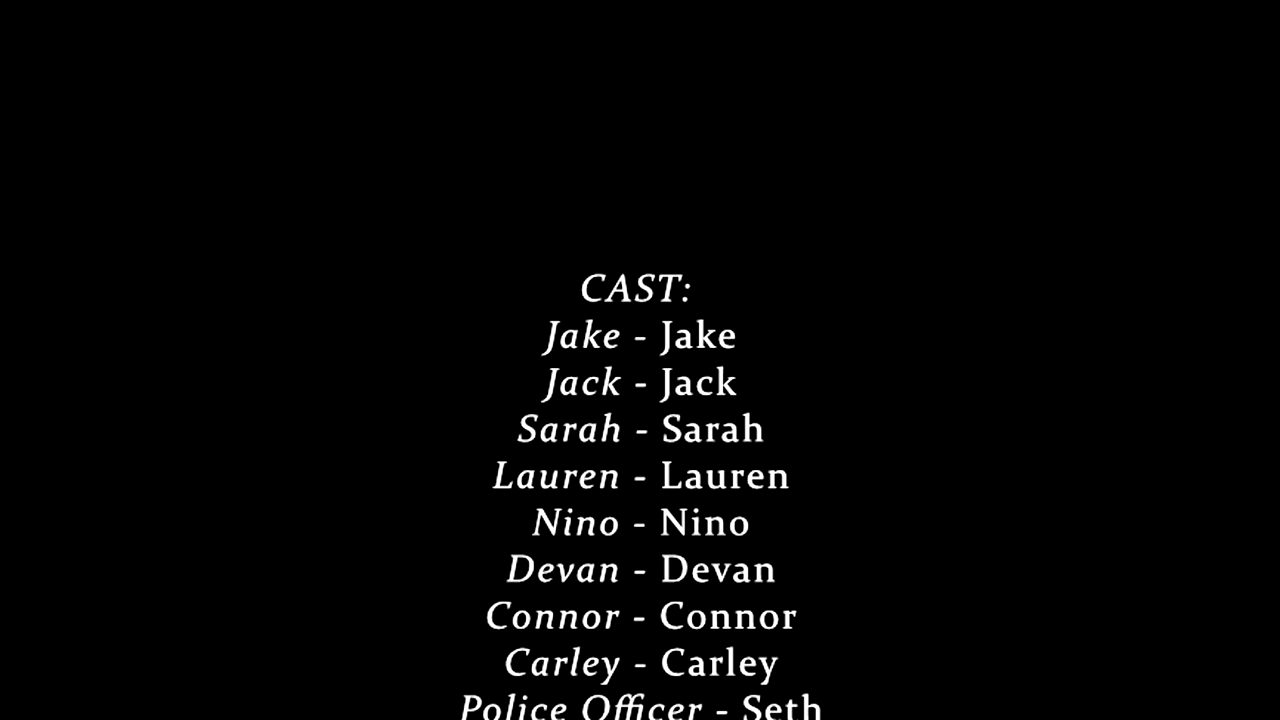 CAST:
Jake - Jake
Jack - Jack
Sarah - Sarah
Lauren - Lauren
Nino - Nino
Devan - Devan
Connor - Connor
Carley - Carley
Police Officer - Seth